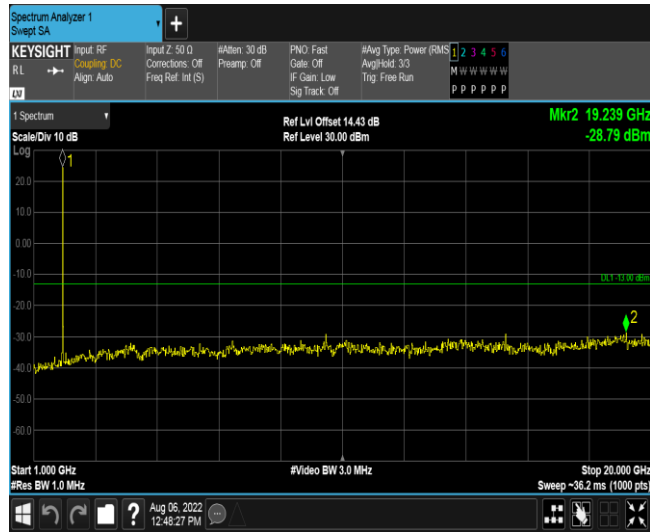 Spectrum Analyzer 1
Swept SA
+
KEYSIGHT
RL
LXI
Input: RF
Coupling: DC
Align: Auto
Input Z: 50 Ω
Corrections: Off
Freq Ref: Int (S)
#Atten: 30 dB
Preamp: Off
PNO: Fast
Gate: Off
IF Gain: Low
Sig Track: Off
#Avg Type: Power (RMS
Avg|Hold: 3/3
Trig: Free Run
1 2 3 4 5 6
M W W W W W
P P P P P P
1 Spectrum
Scale/Div 10 dB
Log
Ref Lvl Offset 14.43 dB
Ref Level 30.00 dBm
Mkr2 19.239 GHz
-28.79 dBm
1
20.0
10.0
0.00
-10.0
DL1 -13.00 dBm
-20.0
2
-30.0
-40.0
-50.0
-60.0
Start 1.000 GHz
#Res BW 1.0 MHz
#Video BW 3.0 MHz
Stop 20.000 GHz
Sweep ~36.2 ms (1000 pts)
?
Aug 06, 2022
12:48:27 PM